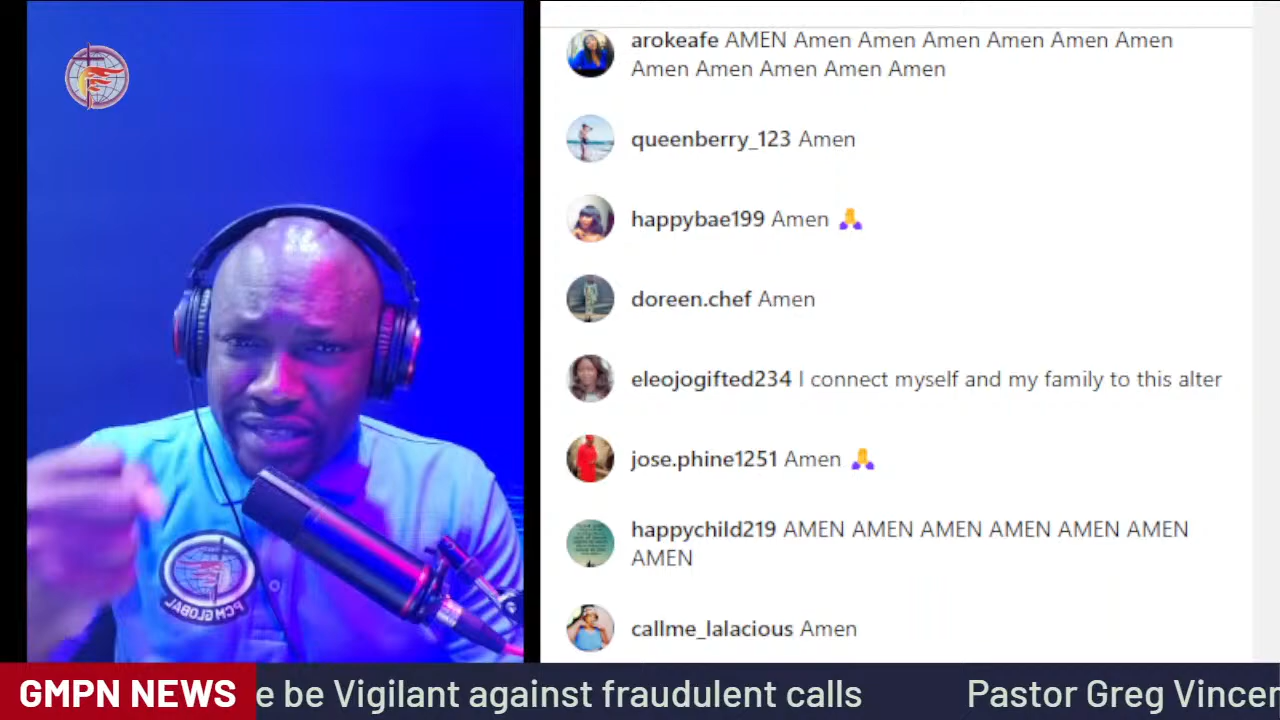 arokeafe AMEN Amen Amen Amen Amen Amen Amen
Amen Amen Amen Amen Amen
queenberry_123 Amen
happybae199 Amen 🙏
doreen.chef Amen
eleojogifted234 I connect myself and my family to this alter
jose.phine1251 Amen 🙏
happychild219 AMEN AMEN AMEN AMEN AMEN AMEN
AMEN
callme_lalacious Amen
PCM GLOBAL
GMPN NEWS e be Vigilant against fraudulent calls Pastor Greg Vincer